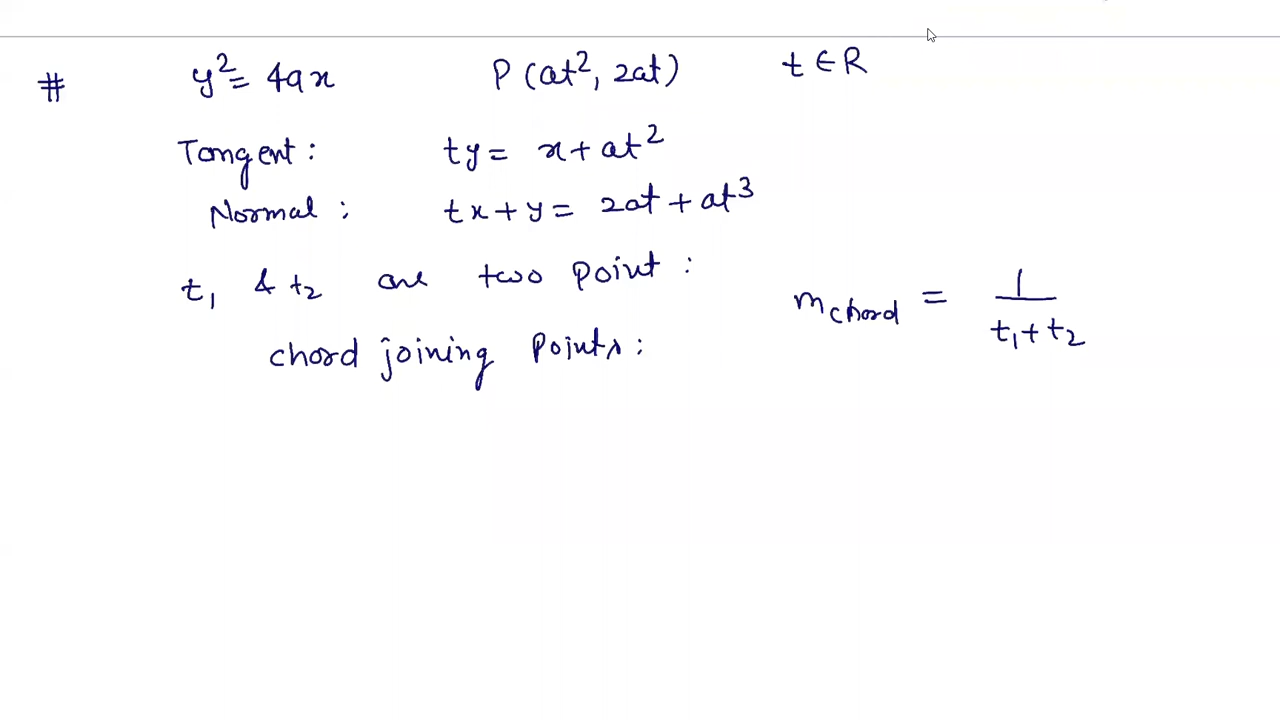 # y² = 4ax P(at², 2at) t ∈ R
Tangent : ty = x + at²
Normal : tx + y = 2at + at³
t₁ & t₂ are two point :
m_chord = 1/(t₁+t₂)
chord joining Points :